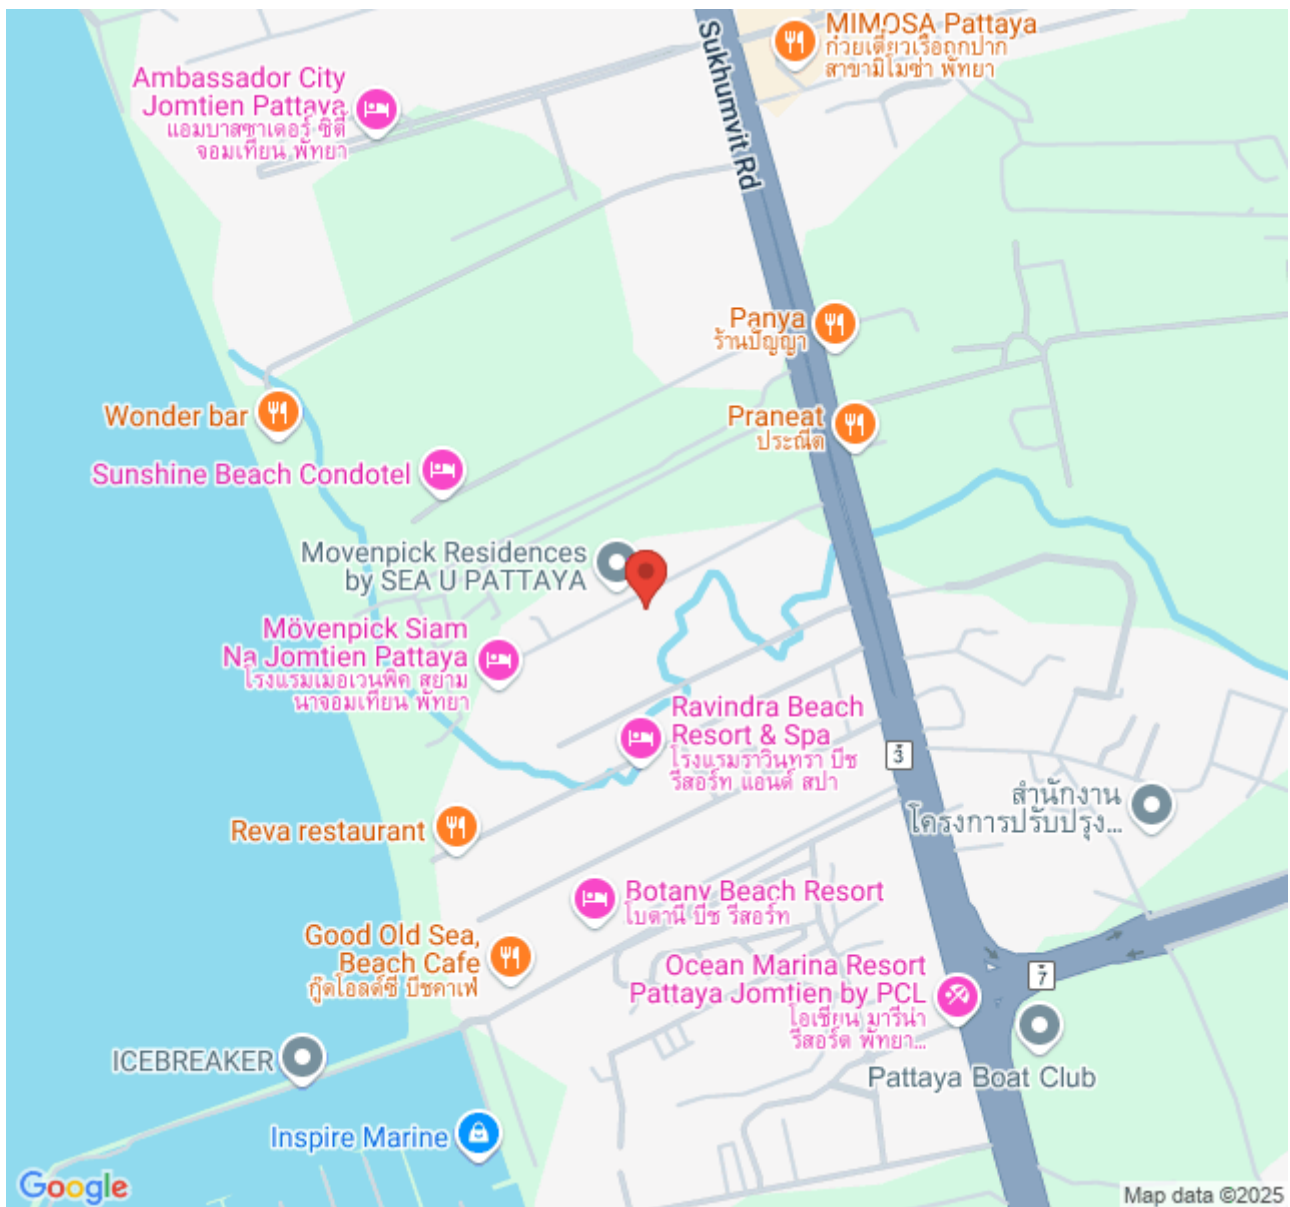 MIMOSA Pattaya
ก๋วยเตี๋ยวเรือถูกปาก
สาขามิโมซ่า พัทยา
Sukhumvit Rd
Ambassador City
Jomtien Pattaya
แอมบาสซาเดอร์ ซิตี้
จอมเทียน พัทยา
Panya
ร้านปัญญา
Wonder bar
Praneat
ประณีต
Sunshine Beach Condotel
Movenpick Residences
by SEA U PATTAYA
Mövenpick Siam
Na Jomtien Pattaya
โรงแรมเมอเวนพิค สยาม
นาจอมเทียน พัทยา
Ravindra Beach
Resort & Spa
โรงแรมราวินทรา บีช
รีสอร์ท แอนด์ สปา
3
สำนักงาน
โครงการปรับปรุง...
Reva restaurant
Botany Beach Resort
โบตานี บีช รีสอร์ท
Good Old Sea,
Beach Cafe
กู๊ดโอลด์ซี บีชคาเฟ่
Ocean Marina Resort
Pattaya Jomtien by PCL
โอเชียน มารีน่า
รีสอร์ต พัทยา...
7
ICEBREAKER
Pattaya Boat Club
Inspire Marine
Google
Map data ©2025